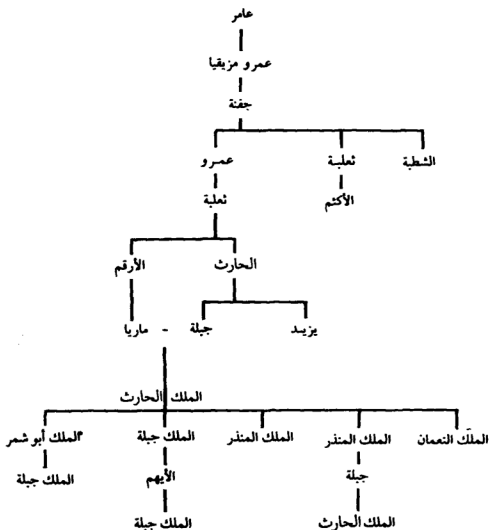 عامر
عمرو مزيقيا
جفنة
الشطبة ثعلبة عمرو
الأكثم ثعلبة
الحارث الأرقم
يزيد جبلة - ماريا
الملك الحارث
الملك النعمان الملك المنذر الملك المنذر الملك جبلة الملك أبو شمر
جبلة الأيهم الملك جبلة
الملك الحارث الملك جبلة